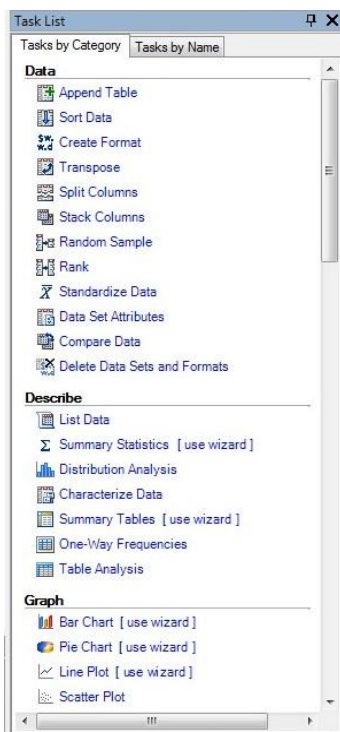 Task List
Tasks by Category
Tasks by Name
Data
Append Table
Sort Data
Create Format
Transpose
Split Columns
Stack Columns
Random Sample
Rank
Standardize Data
Data Set Attributes
Compare Data
Delete Data Sets and Formats
Describe
List Data
Summary Statistics [ use wizard ]
Distribution Analysis
Characterize Data
Summary Tables [ use wizard ]
One-Way Frequencies
Table Analysis
Graph
Bar Chart [ use wizard ]
Pie Chart [ use wizard ]
Line Plot [ use wizard ]
Scatter Plot